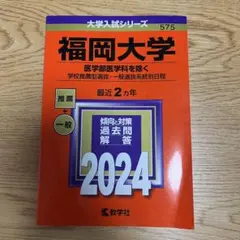 大学入試シリーズ
575
福岡大学
医学部医学科を除く
学校推薦型選抜・一般選抜系統別日程
最近2ヵ年
推薦
+
一般
傾向と対策
過去問
解答
2024
教学社